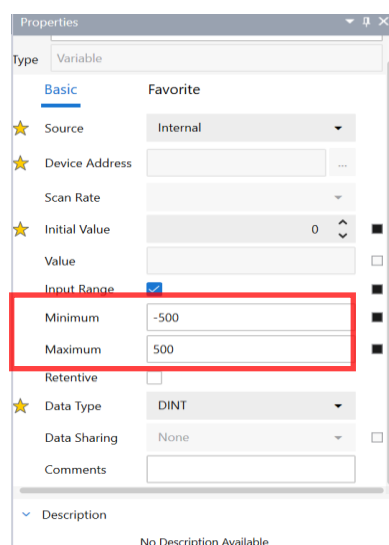 Properties
Type Variable
Basic Favorite
Source Internal
Device Address ...
Scan Rate
Initial Value 0
Value
Input Range
Minimum -500
Maximum 500
Retentive
Data Type DINT
Data Sharing None
Comments
Description
No Description Available